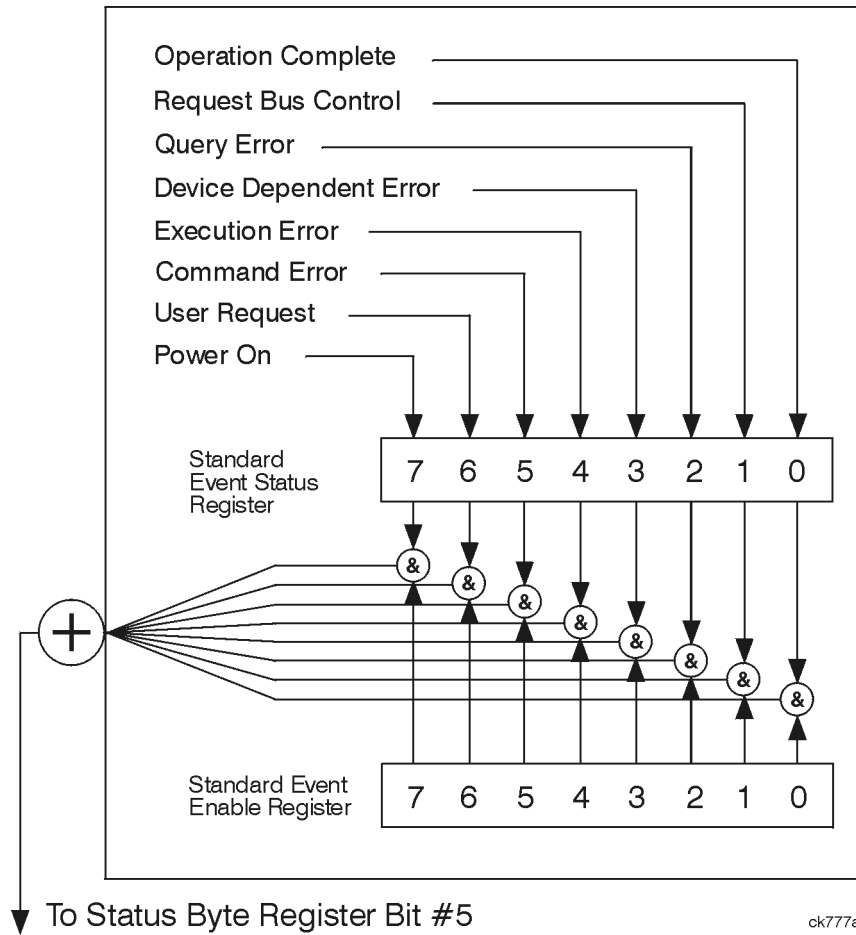 Operation Complete
Request Bus Control
Query Error
Device Dependent Error
Execution Error
Command Error
User Request
Power On
Standard
Event Status
Register
7 6 5 4 3 2 1 0
&
&
&
&
&
&
&
&
+
Standard Event
Enable Register
7 6 5 4 3 2 1 0
To Status Byte Register Bit #5
ck777a